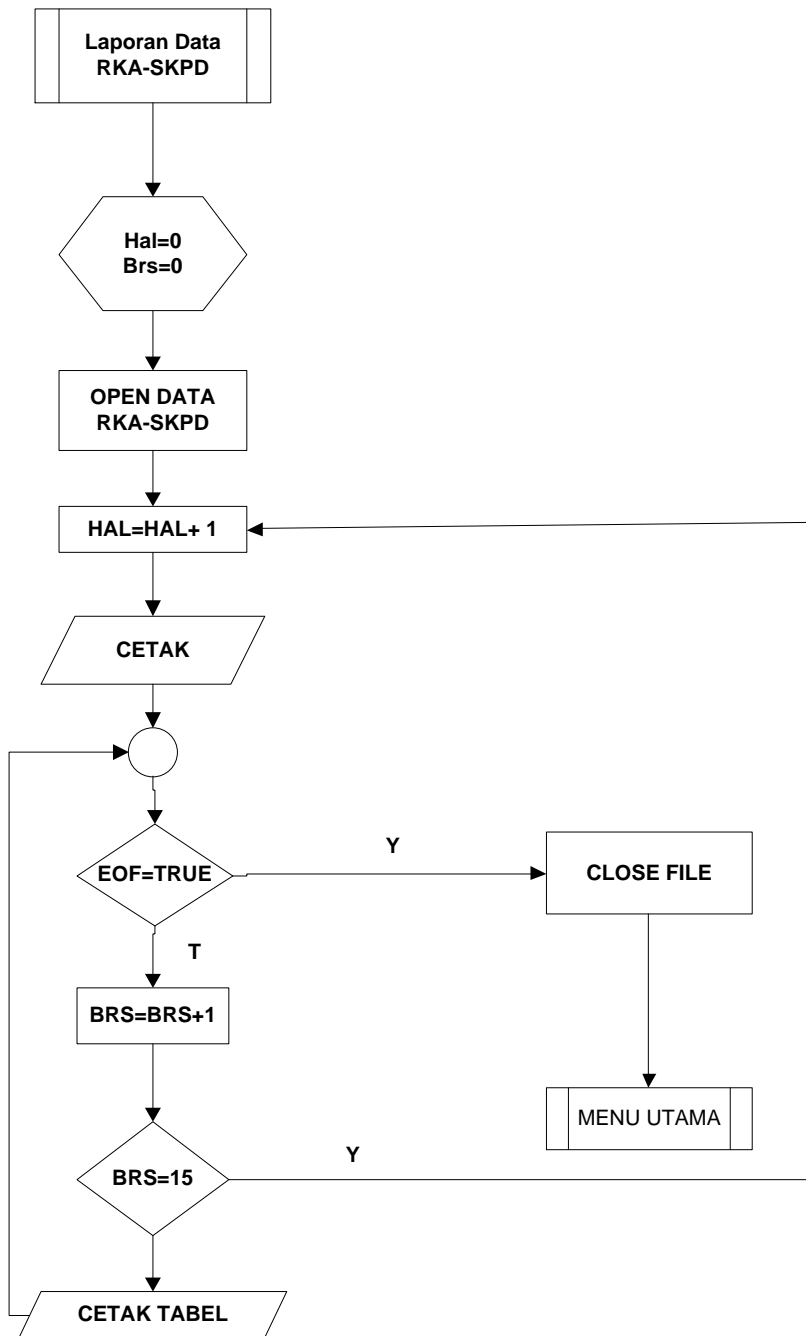 Laporan Data
RKA-SKPD
Hal=0
Brs=0
OPEN DATA
RKA-SKPD
HAL=HAL+ 1
CETAK
EOF=TRUE
Y
CLOSE FILE
T
BRS=BRS+1
MENU UTAMA
BRS=15
Y
CETAK TABEL